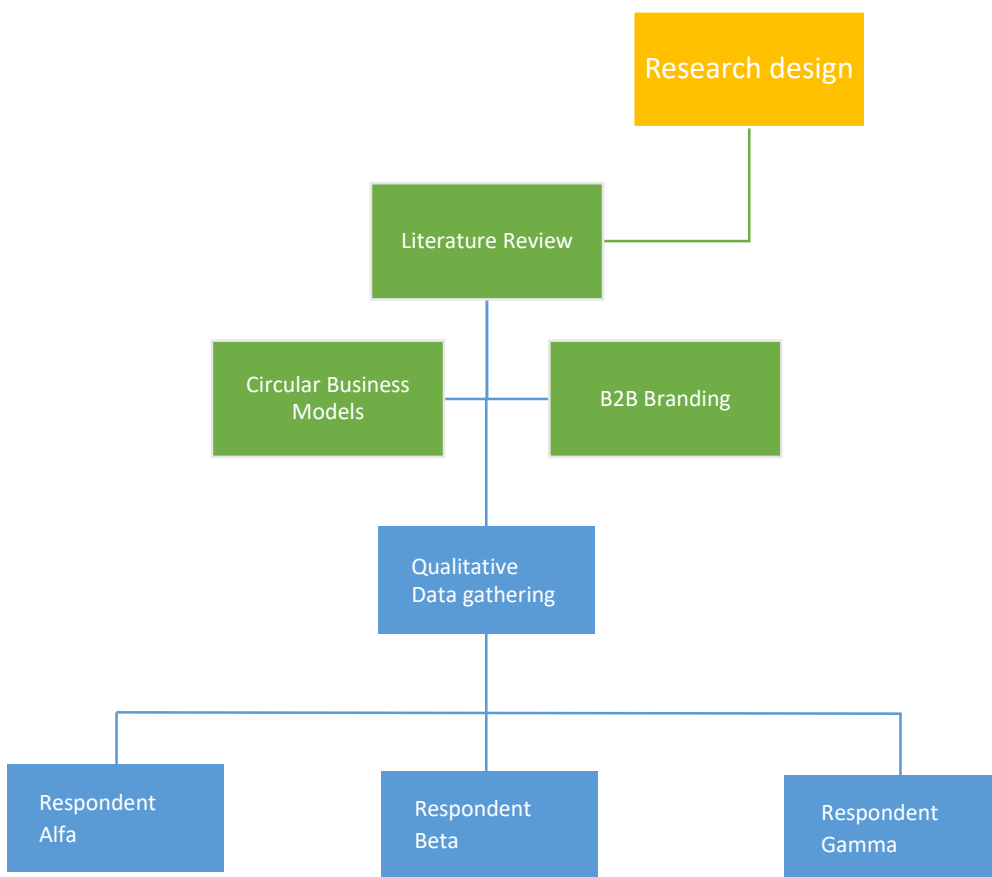 Research design
Literature Review
Circular Business
Models
B2B Branding
Qualitative
Data gathering
Respondent
Alfa
Respondent
Beta
Respondent
Gamma